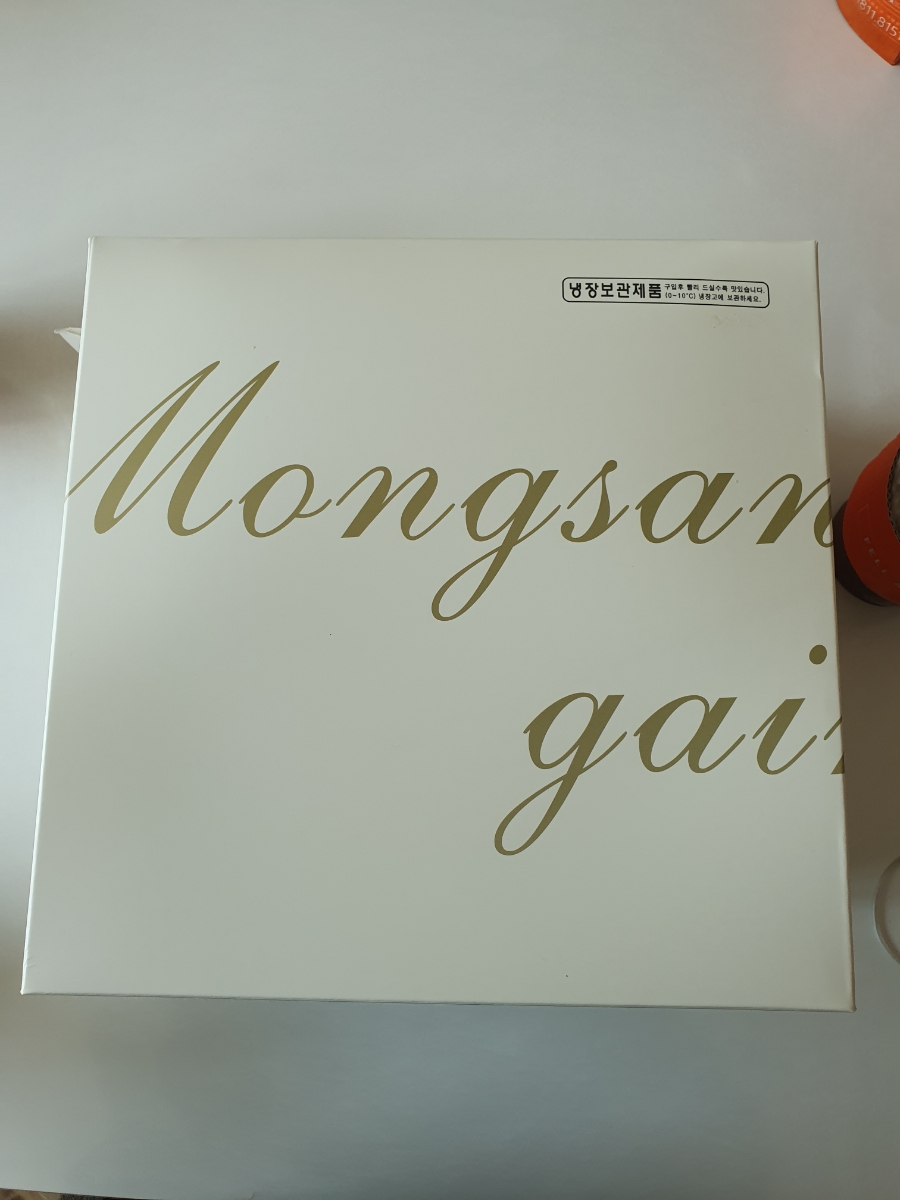 냉장보관제품 구입후 빨리 드실수록 맛있습니다.
(0~10°C) 냉장고에 보관하세요.
Mongsan
gai